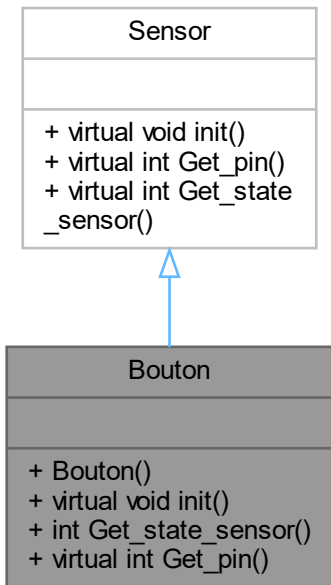 Sensor
+ virtual void init()
+ virtual int Get_pin()
+ virtual int Get_state
_sensor()
Bouton
+ Bouton()
+ virtual void init()
+ int Get_state_sensor()
+ virtual int Get_pin()